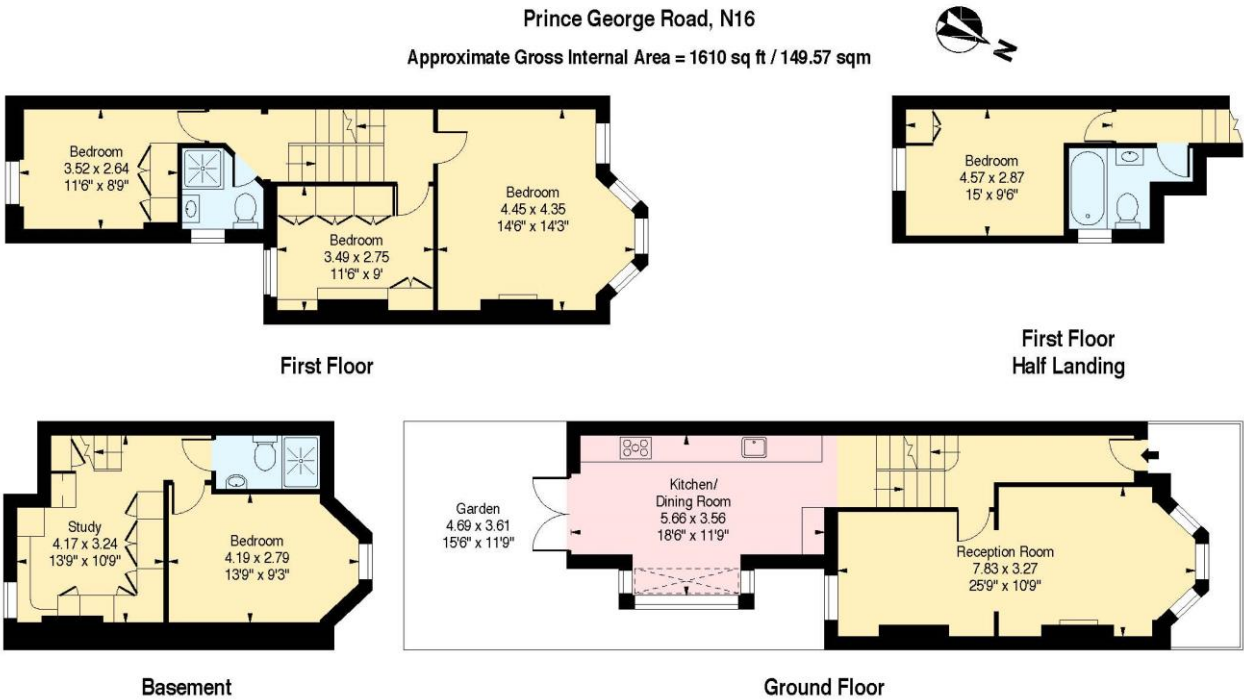 Prince George Road, N16
Approximate Gross Internal Area = 1610 sq ft / 149.57 sqm
N
Bedroom
3.52 x 2.64
11'6" x 8'9"
Bedroom
3.49 x 2.75
11'6" x 9'
Bedroom
4.45 x 4.35
14'6" x 14'3"
First Floor
Bedroom
4.57 x 2.87
15' x 9'6"
First Floor
Half Landing
Study
4.17 x 3.24
13'9" x 10'9"
Bedroom
4.19 x 2.79
13'9" x 9'3"
Basement
Garden
4.69 x 3.61
15'6" x 11'9"
Kitchen/
Dining Room
5.66 x 3.56
18'6" x 11'9"
Reception Room
7.83 x 3.27
25'9" x 10'9"
Ground Floor